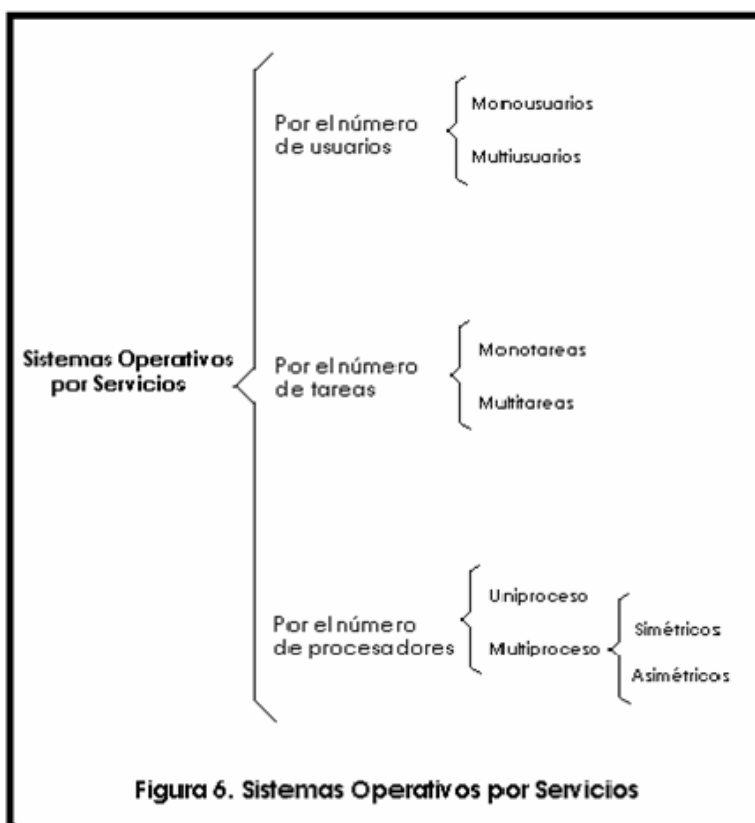 Por el número
de usuarios
Monousuarios
Multiusuarios
Sistemas Operativos
por Servicios
Por el número
de tareas
Monotareas
Multitareas
Por el número
de procesadores
Uniproceso
Multiproceso
Simétricos
Asimétricos
Figura 6. Sistemas Operativos por Servicios